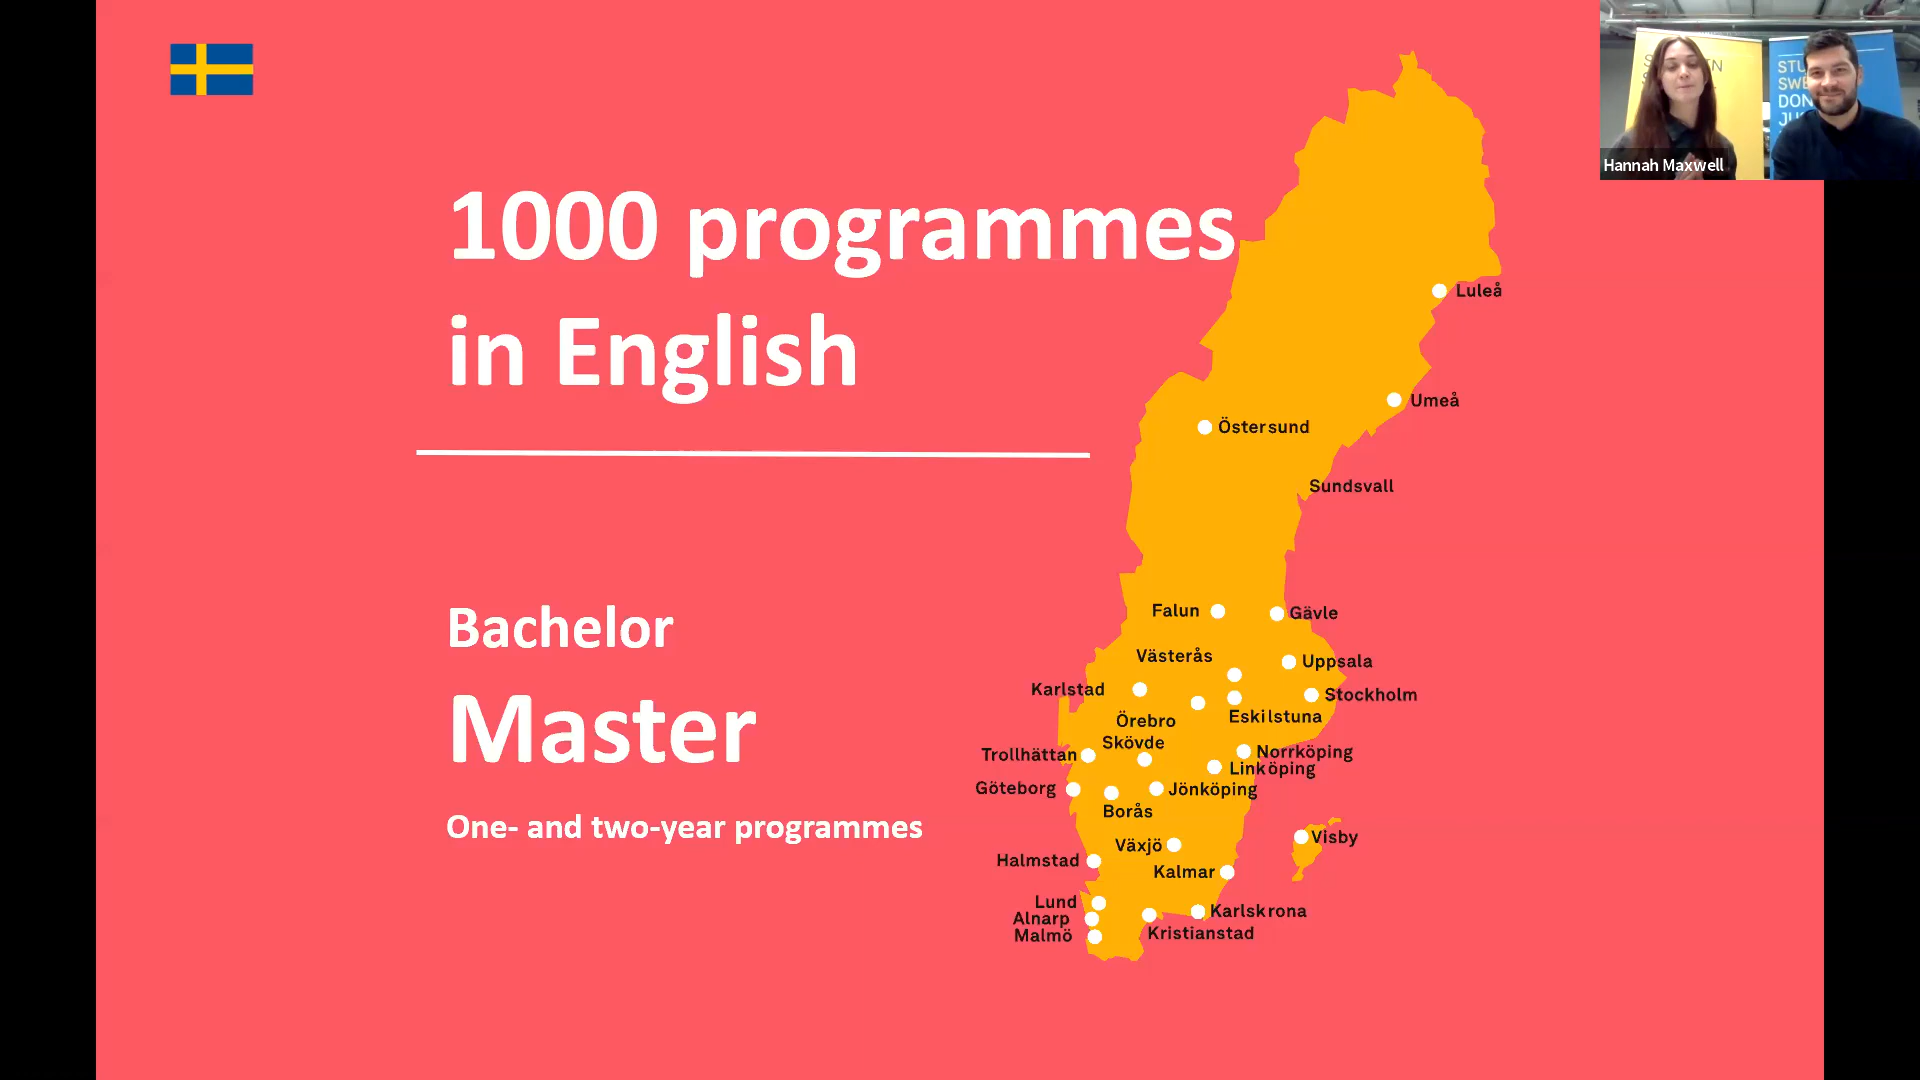 1000 programmes
in English
Bachelor
Master
One- and two-year programmes
Luleå
Umeå
Östersund
Sundsvall
Falun
Gävle
Västerås
Uppsala
Karlstad
Stockholm
Örebro
Eskilstuna
Skövde
Trollhättan
Norrköping
Linköping
Göteborg
Jönköping
Borås
Växjö
Visby
Halmstad
Kalmar
Lund
Alnarp
Karlskrona
Malmö
Kristianstad
Hannah Maxwell